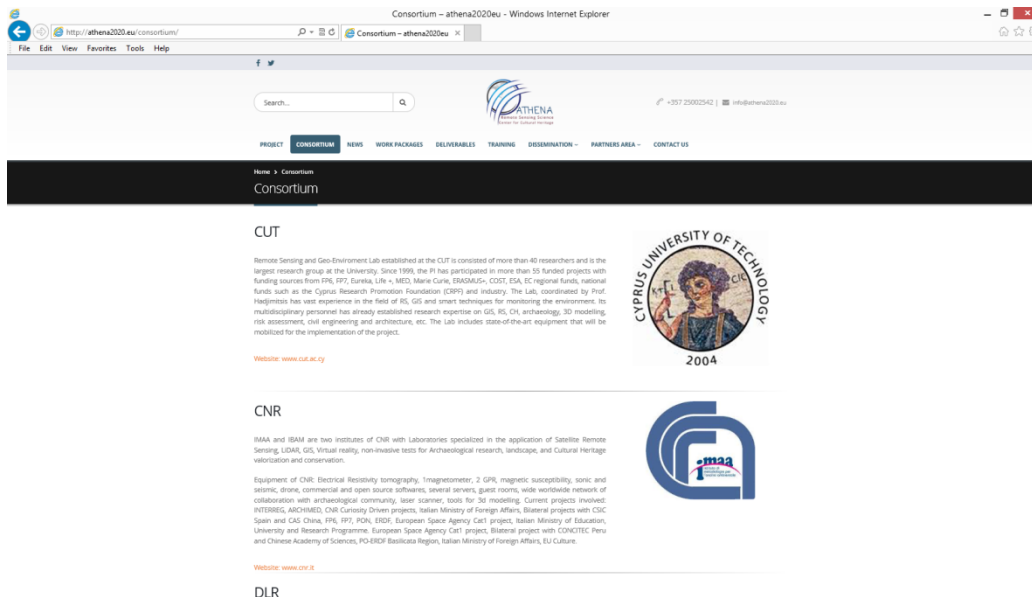 Consortium – athena2020eu - Windows Internet Explorer
http://athena2020.eu/consortium/
Consortium – athena2020eu
File Edit View Favorites Tools Help
Search...
ATHENA
Remote Sensing Science
Center for Cultural Heritage
+357 25002542 | info@athena2020.eu
PROJECT CONSORTIUM NEWS WORK PACKAGES DELIVERABLES TRAINING DISSEMINATION PARTNERS AREA CONTACT US
Home > Consortium
Consortium
CUT
Remote Sensing and Geo-Enviroment Lab established at the CUT is consisted of more than 40 researchers and is the
largest research group at the University. Since 1999, the PI has participated in more than 55 funded projects with
funding sources from FP6, FP7, Eureka, Life +, MED, Marie Curie, ERASMUS+, COST, ESA, EC regional funds, national
funds such as the Cyprus Research Promotion Foundation (CRPF) and industry. The Lab, coordinated by Prof.
Hadjimitsis has vast experience in the field of RS, GIS and smart techniques for monitoring the environment. Its
multidisciplinary personnel has already established research expertise on GIS, RS, CH, archaeology, 3D modelling,
risk assessment, civil engineering and architecture, etc. The Lab includes state-of-the-art equipment that will be
mobilized for the implementation of the project.
Website: www.cut.ac.cy
CYPRUS UNIVERSITY OF TECHNOLOGY
2004
CNR
IMAA and IBAM are two institutes of CNR with Laboratories specialized in the application of Satellite Remote
Sensing, LiDAR, GIS, Virtual reality, non-invasive tests for Archaeological research, landscape, and Cultural Heritage
valorization and conservation.
Equipment of CNR: Electrical Resistivity tomography, 1magnetometer, 2 GPR, magnetic susceptibility, sonic and
seismic, drone, commercial and open source softwares, several servers, guest rooms, wide worldwide network of
collaboration with archaeological community, laser scanner, tools for 3d modelling. Current projects involved:
INTERREG, ARCHIMED, CNR Curiosity Driven projects, Italian Ministry of Foreign Affairs, Bilateral projects with CSIC
Spain and CAS China, FP6, FP7, PON, ERDF, European Space Agency Cat1 project, Italian Ministry of Education,
University and Research Programme. European Space Agency Cat1 project, Bilateral project with CONCITEC Peru
and Chinese Academy of Sciences, PO-ERDF Basilicata Region, Italian Ministry of Foreign Affairs, EU Culture.
Website: www.cnr.it
imaa
DLR